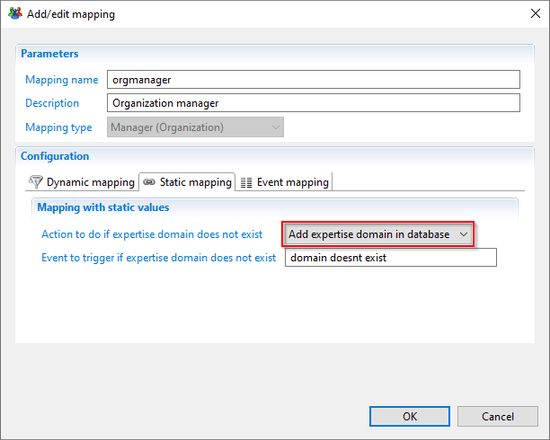 Add/edit mapping
Parameters
Mapping name orgmanager
Description Organization manager
Mapping type Manager (Organization)
Configuration
Dynamic mapping Static mapping Event mapping
Mapping with static values
Action to do if expertise domain does not exist Add expertise domain in database
Event to trigger if expertise domain does not exist domain doesnt exist
OK Cancel